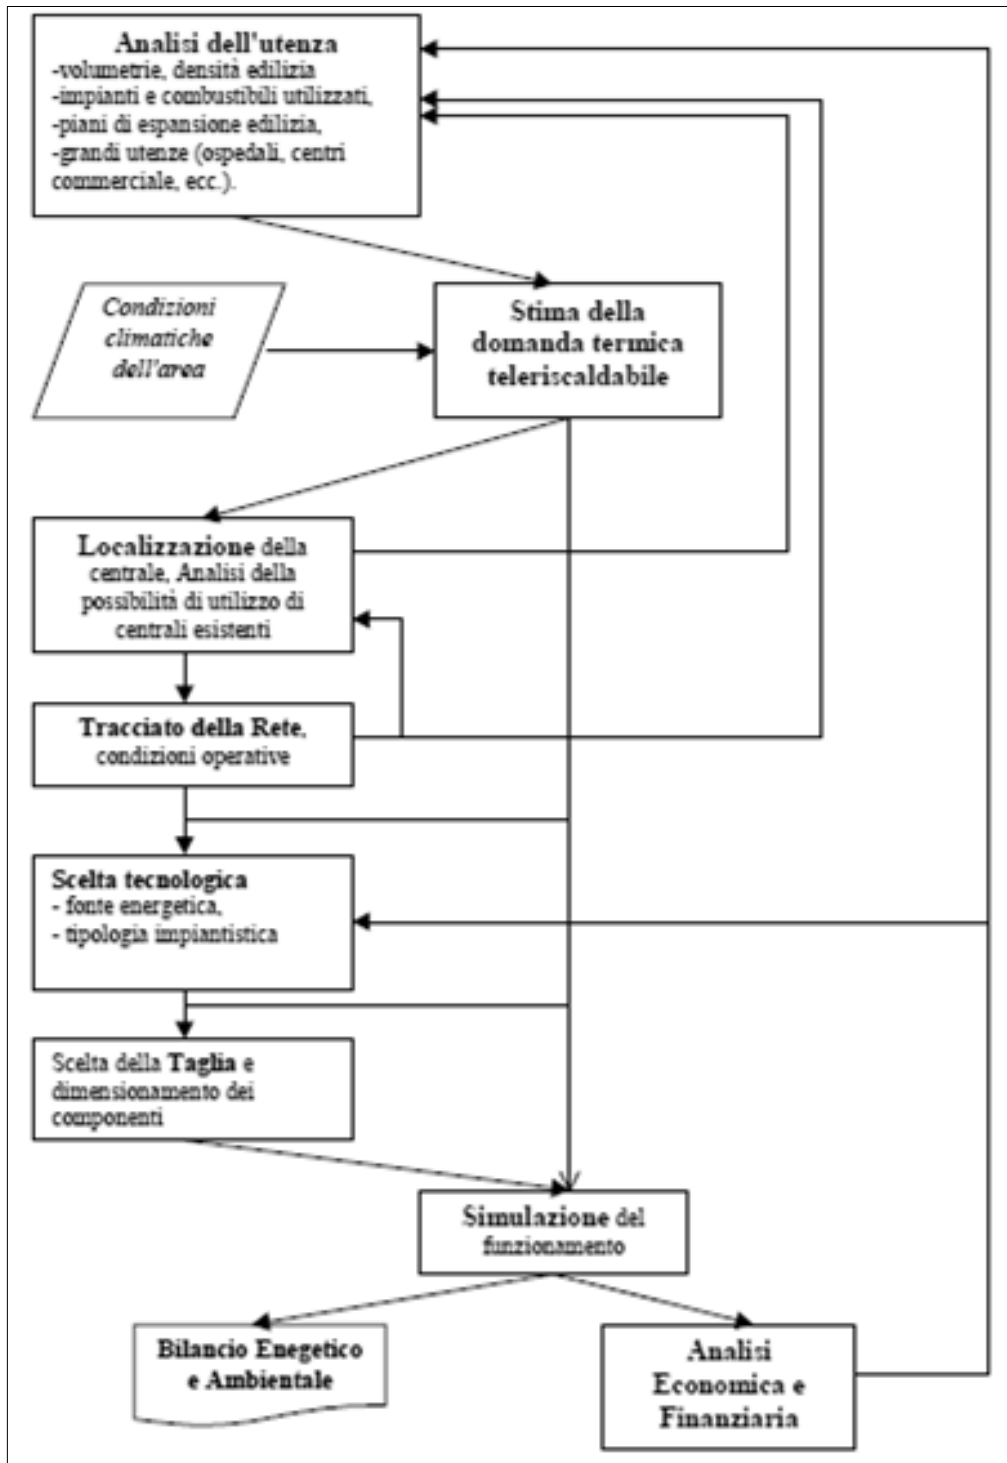 Analisi dell'utenza
-volumetrie, densità edilizia
-impianti e combustibili utilizzati,
-piani di espansione edilizia,
-grandi utenze (ospedali, centri
commerciale, ecc.).
Condizioni
climatiche
dell'area
Stima della
domanda termica
teleriscaldabile
Localizzazione della
centrale, Analisi della
possibilità di utilizzo di
centrali esistenti
Tracciato della Rete,
condizioni operative
Scelta tecnologica
- fonte energetica,
- tipologia impiantistica
Scelta della Taglia e
dimensionamento dei
componenti
Simulazione del
funzionamento
Bilancio Enegetico
e Ambientale
Analisi
Economica e
Finanziaria